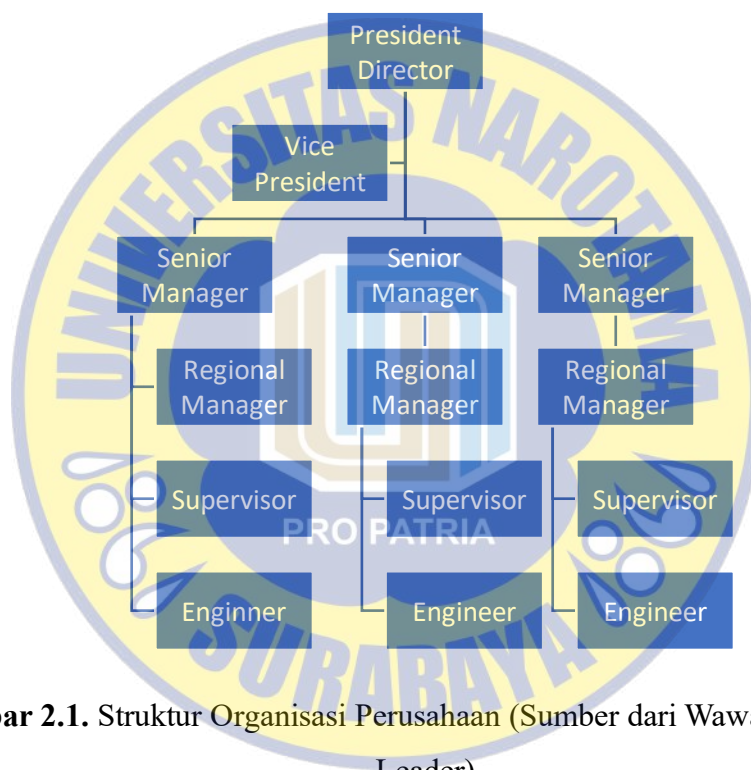 President
Director
Vice
President
Senior
Manager
Senior
Manager
Senior
Manager
Regional
Manager
Regional
Manager
Regional
Manager
Supervisor
Supervisor
Supervisor
Enginner
Engineer
Engineer
UNIVERSITAS NAROTAMA
PRO PATRIA
SURABAYA
bar 2.1. Struktur Organisasi Perusahaan (Sumber dari Wawa
Leader)